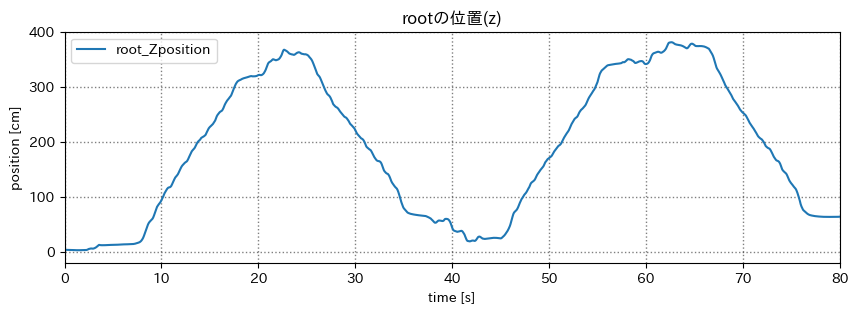 rootの位置(z)
root_Zposition
position [cm]
400
300
200
100
0
0 10 20 30 40 50 60 70 80
time [s]